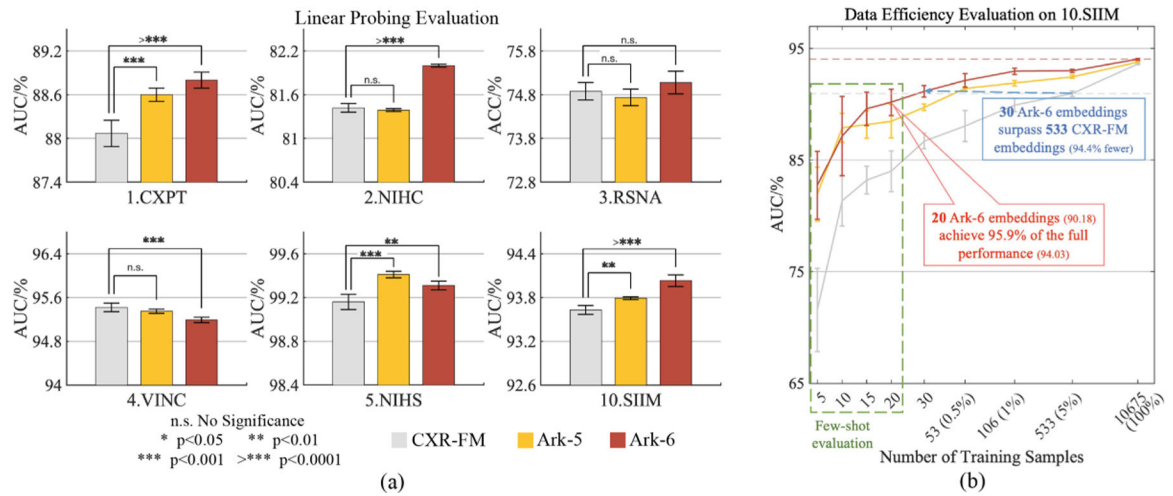 Linear Probing Evaluation
AUC/%
89.2
88.6
88
87.4
>***
***
1.CXPT
AUC/%
82.2
81.6
81
80.4
>***
n.s.
2.NIHC
ACC/%
75.8
74.8
73.8
72.8
n.s.
n.s.
3.RSNA
AUC/%
96.4
95.6
94.8
94
***
n.s.
4.VINC
AUC/%
99.6
99.2
98.8
98.4
**
***
5.NIHS
AUC/%
94.4
93.8
93.2
92.6
>***
**
10.SIIM
n.s. No Significance
* p<0.05 ** p<0.01
*** p<0.001 >*** p<0.0001
CXR-FM Ark-5 Ark-6
(a)
Data Efficiency Evaluation on 10.SIIM
AUC/%
95
85
75
65
30 Ark-6 embeddings
surpass 533 CXR-FM
embeddings (94.4% fewer)
20 Ark-6 embeddings (90.18)
achieve 95.9% of the full
performance (94.03)
5
10
15
20
30
53 (0.5%)
106 (1%)
533 (5%)
10675
(100%)
Few-shot
evaluation
Number of Training Samples
(b)